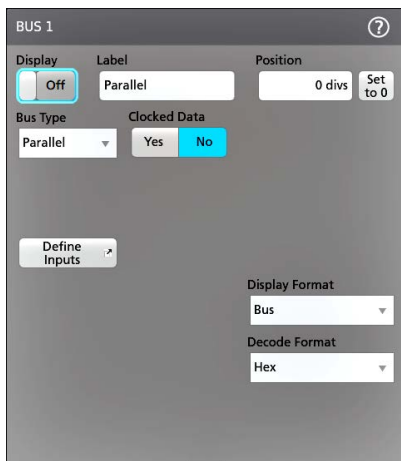 BUS 1
?
Display Label Position
Off Parallel 0 divs Set
to 0
Bus Type Clocked Data
Parallel Yes No
Define
Inputs
Display Format
Bus
Decode Format
Hex